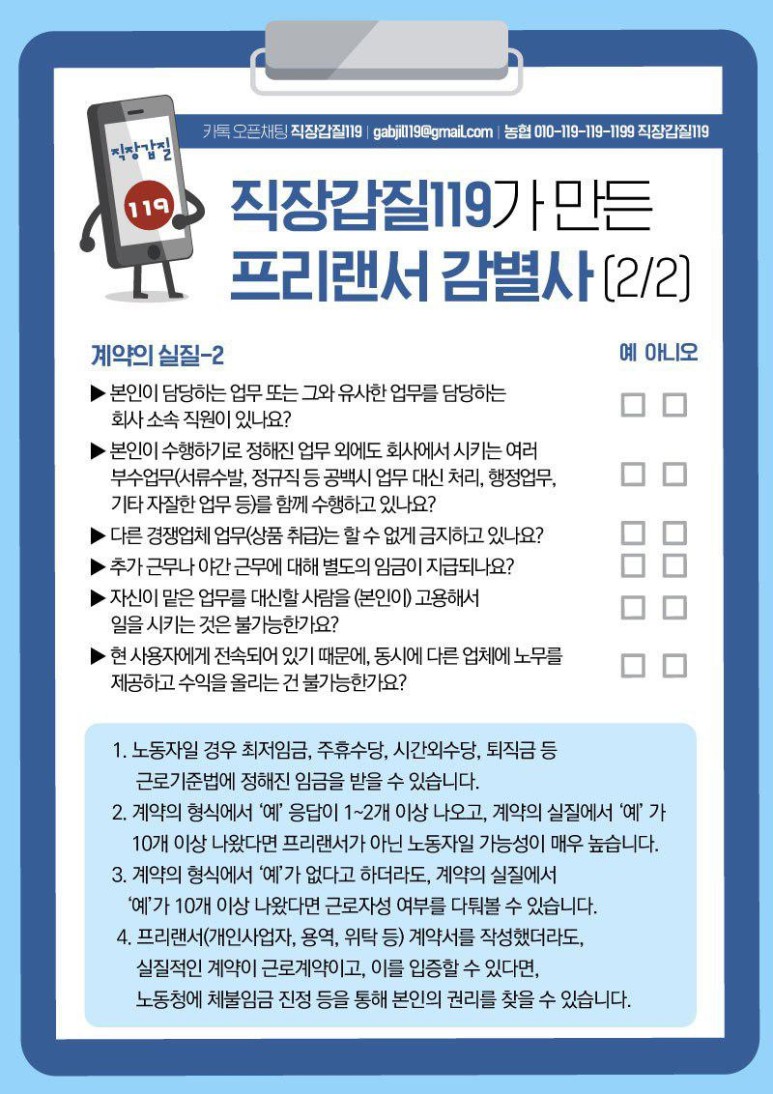 카톡 오픈채팅 직장갑질119 | gabjil119@gmail.com | 농협 010-119-119-1199 직장갑질119
직장갑질
119
직장갑질119가 만든
프리랜서 감별사 (2/2)
계약의 실질-2 예 아니오
▶ 본인이 담당하는 업무 또는 그와 유사한 업무를 담당하는
회사 소속 직원이 있나요?
▶ 본인이 수행하기로 정해진 업무 외에도 회사에서 시키는 여러
부수업무(서류수발, 정규직 등 공백시 업무 대신 처리, 행정업무,
기타 자잘한 업무 등)를 함께 수행하고 있나요?
▶ 다른 경쟁업체 업무(상품 취급)는 할 수 없게 금지하고 있나요?
▶ 추가 근무나 야간 근무에 대해 별도의 임금이 지급되나요?
▶ 자신이 맡은 업무를 대신할 사람을 (본인이) 고용해서
일을 시키는 것은 불가능한가요?
▶ 현 사용자에게 전속되어 있기 때문에, 동시에 다른 업체에 노무를
제공하고 수익을 올리는 건 불가능한가요?
1. 노동자일 경우 최저임금, 주휴수당, 시간외수당, 퇴직금 등
근로기준법에 정해진 임금을 받을 수 있습니다.
2. 계약의 형식에서 ‘예’ 응답이 1~2개 이상 나오고, 계약의 실질에서 ‘예’ 가
10개 이상 나왔다면 프리랜서가 아닌 노동자일 가능성이 매우 높습니다.
3. 계약의 형식에서 ‘예’가 없다고 하더라도, 계약의 실질에서
‘예’가 10개 이상 나왔다면 근로자성 여부를 다퉈볼 수 있습니다.
4. 프리랜서(개인사업자, 용역, 위탁 등) 계약서를 작성했더라도,
실질적인 계약이 근로계약이고, 이를 입증할 수 있다면,
노동청에 체불임금 진정 등을 통해 본인의 권리를 찾을 수 있습니다.